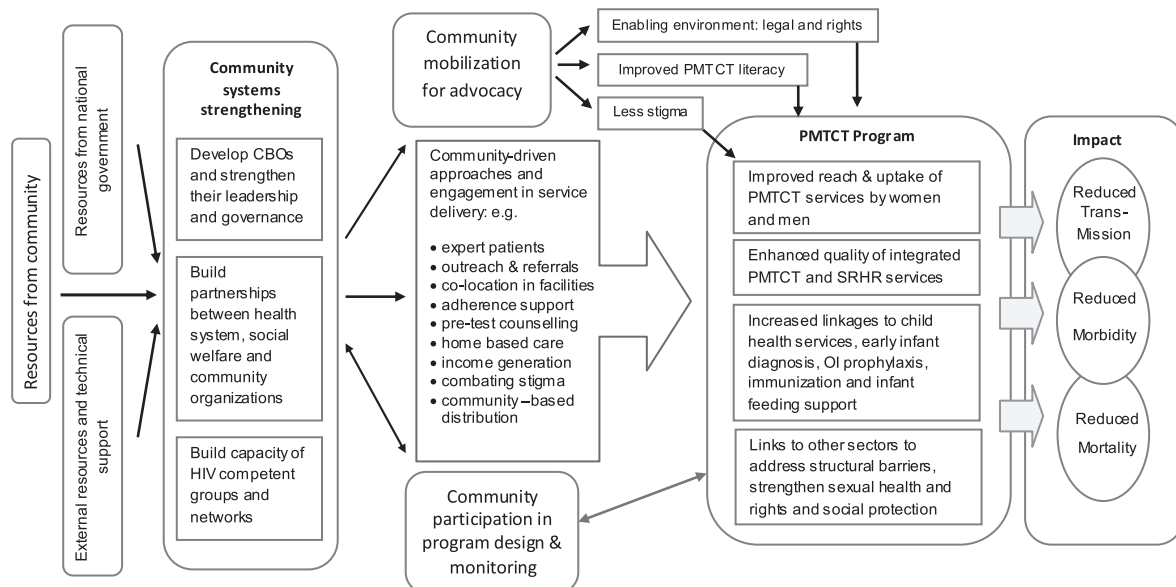 Resources from community
Resources from national
government
External resources and technical
support
Community
systems
strengthening
Develop CBOs
and strengthen
their leadership
and governance
Build
partnerships
between health
system, social
welfare and
community
organizations
Build capacity of
HIV competent
groups and
networks
Community
mobilization
for advocacy
Enabling environment: legal and rights
Improved PMTCT literacy
Less stigma
Community-driven
approaches and
engagement in service
delivery: e.g.
• expert patients
• outreach & referrals
• co-location in facilities
• adherence support
• pre-test counselling
• home based care
• income generation
• combating stigma
• community–based
distribution
Community
participation in
program design &
monitoring
PMTCT Program
Improved reach & uptake of
PMTCT services by women
and men
Enhanced quality of integrated
PMTCT and SRHR services
Increased linkages to child
health services, early infant
diagnosis, OI prophylaxis,
immunization and infant
feeding support
Links to other sectors to
address structural barriers,
strengthen sexual health and
rights and social protection
Impact
Reduced
Trans-
Mission
Reduced
Morbidity
Reduced
Mortality